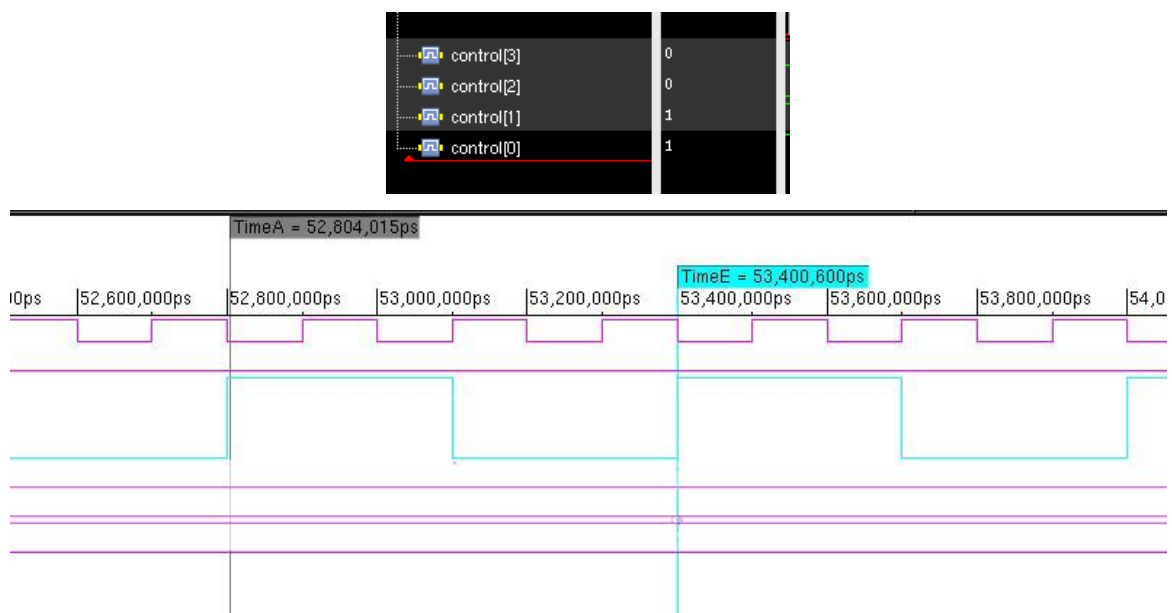 control[3] 0
control[2] 0
control[1] 1
control[0] 1
TimeA = 52,804,015ps
TimeE = 53,400,600ps
0ps 52,600,000ps 52,800,000ps 53,000,000ps 53,200,000ps 53,400,000ps 53,600,000ps 53,800,000ps 54,0